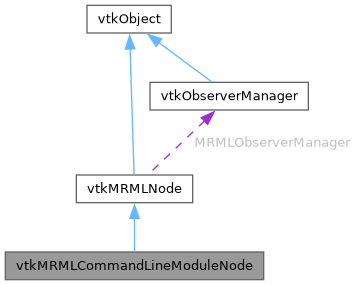 vtkObject
vtkObserverManager
MRMLObserverManager
vtkMRMLNode
vtkMRMLCommandLineModuleNode